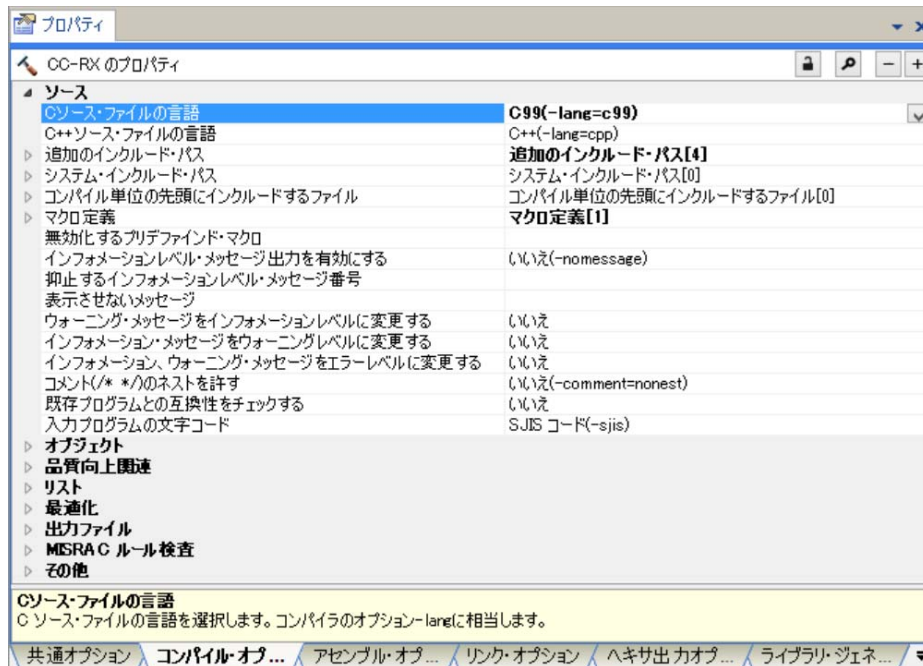 プロパティ
CC-RX のプロパティ
ソース
Cソース・ファイルの言語 C99(-lang=c99)
C++ソース・ファイルの言語 C++(-lang=cpp)
追加のインクルード・パス 追加のインクルード・パス[4]
システム・インクルード・パス システム・インクルード・パス[0]
コンパイル単位の先頭にインクルードするファイル コンパイル単位の先頭にインクルードするファイル[0]
マクロ定義 マクロ定義[1]
無効化するプリデファインド・マクロ
インフォメーションレベル・メッセージ出力を有効にする いいえ(-nomessage)
抑止するインフォメーションレベル・メッセージ番号
表示させないメッセージ
ウォーニング・メッセージをインフォメーションレベルに変更する いいえ
インフォメーション・メッセージをウォーニングレベルに変更する いいえ
インフォメーション、ウォーニング・メッセージをエラーレベルに変更する いいえ
コメント(/* */)のネストを許す いいえ(-comment=nonest)
既存プログラムとの互換性をチェックする いいえ
入力プログラムの文字コード SJIS コード(-sjis)
オブジェクト
品質向上関連
リスト
最適化
出力ファイル
MISRA C ルール検査
その他
Cソース・ファイルの言語
C ソース・ファイルの言語を選択します。コンパイラのオプション-langに相当します。
共通オプション コンパイル・オプ... アセンブル・オプ... リンク・オプション ヘキサ出力オプ... ライブラリ・ジェネ...